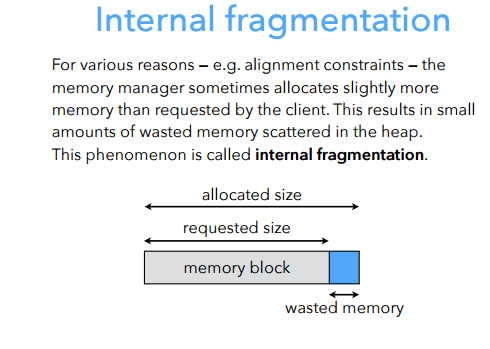 Internal fragmentation
For various reasons — e.g. alignment constraints — the
memory manager sometimes allocates slightly more
memory than requested by the client. This results in small
amounts of wasted memory scattered in the heap.
This phenomenon is called internal fragmentation.
allocated size
requested size
memory block
wasted memory